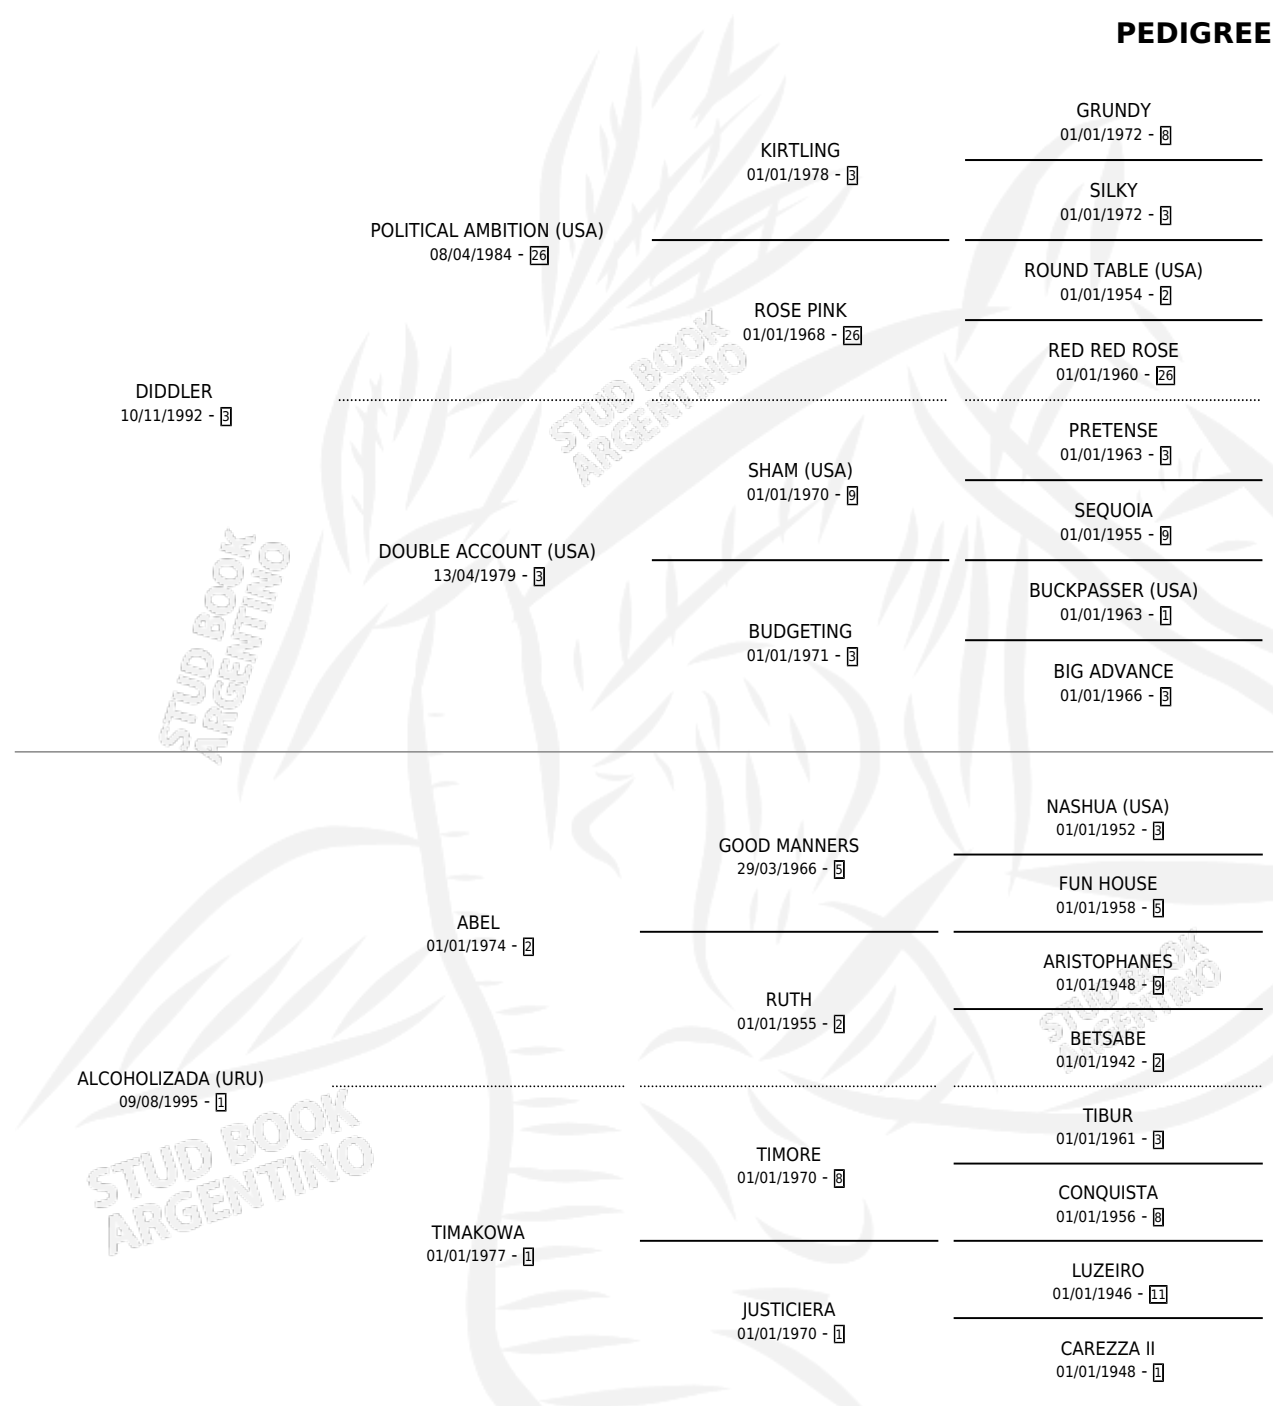 PEDIGREE
GRUNDY
01/01/1972 - 8
KIRTLING
01/01/1978 - 3
SILKY
01/01/1972 - 3
POLITICAL AMBITION (USA)
08/04/1984 - 26
ROUND TABLE (USA)
01/01/1954 - 2
ROSE PINK
01/01/1968 - 26
RED RED ROSE
01/01/1960 - 26
DIDDLER
10/11/1992 - 3
STUD BOOK
ARGENTINO
PRETENSE
01/01/1963 - 3
SHAM (USA)
01/01/1970 - 9
SEQUOIA
01/01/1955 - 9
DOUBLE ACCOUNT (USA)
13/04/1979 - 3
BUCKPASSER (USA)
01/01/1963 - 1
BUDGETING
01/01/1971 - 3
BIG ADVANCE
01/01/1966 - 3
STUD BOOK
ARGENTINO
NASHUA (USA)
01/01/1952 - 3
GOOD MANNERS
29/03/1966 - 5
FUN HOUSE
01/01/1958 - 5
ABEL
01/01/1974 - 2
ARISTOPHANES
01/01/1948 - 9
RUTH
01/01/1955 - 2
BETSABE
01/01/1942 - 2
STUD BOOK
ARGENTINO
ALCOHOLIZADA (URU)
09/08/1995 - 1
TIBUR
01/01/1961 - 3
TIMORE
01/01/1970 - 8
CONQUISTA
01/01/1956 - 8
STUD BOOK
ARGENTINO
TIMAKOWA
01/01/1977 - 1
LUZEIRO
01/01/1946 - 11
JUSTICIERA
01/01/1970 - 1
CAREZZA II
01/01/1948 - 1